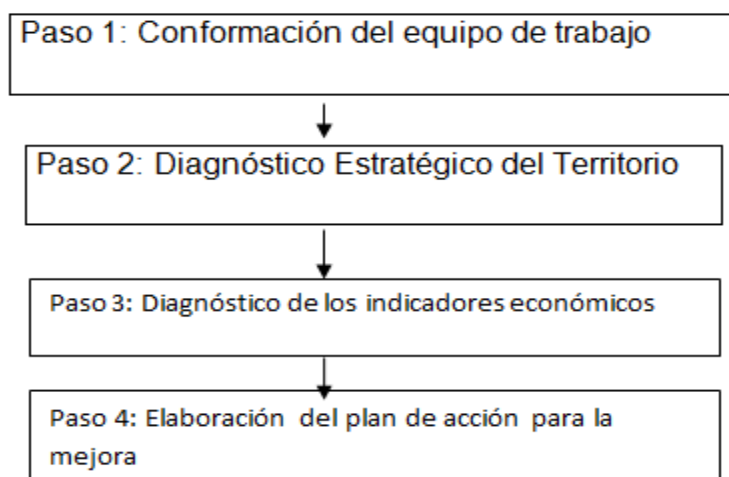 Paso 1: Conformación del equipo de trabajo
Paso 2: Diagnóstico Estratégico del Territorio
Paso 3: Diagnóstico de los indicadores económicos
Paso 4: Elaboración del plan de acción para la
mejora